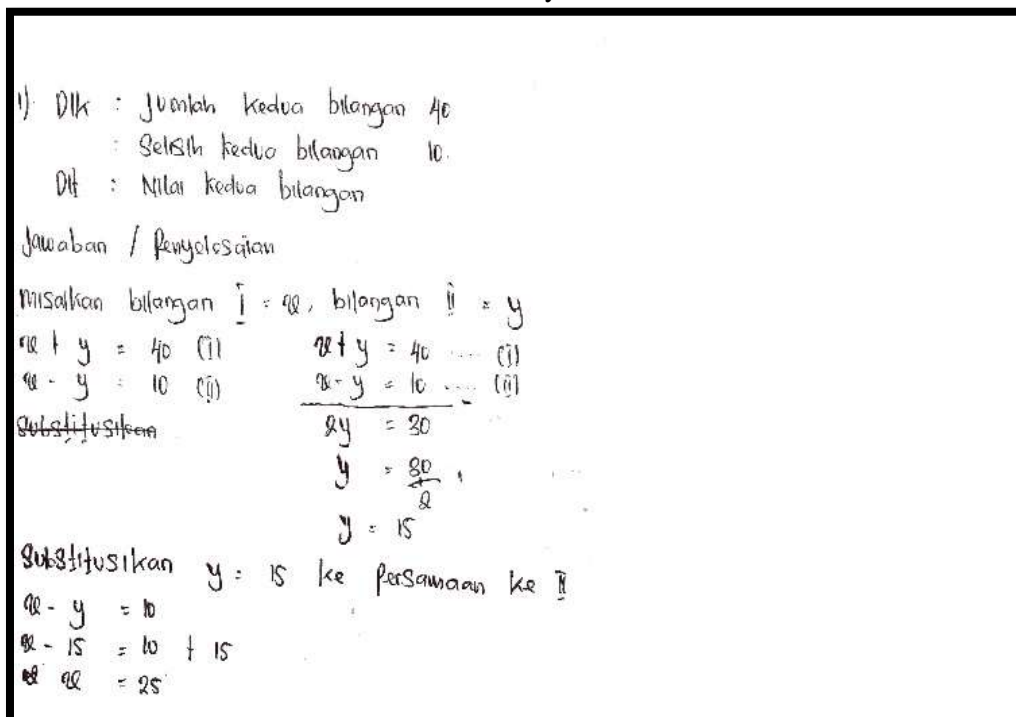 1) Dik : Jumlah kedua bilangan 40
: Selisih kedua bilangan 10.
Dit : Nilai kedua bilangan
Jawaban / Penyelesaian
Misalkan bilangan I = x, bilangan II = y
x + y = 40 (I)
x - y = 10 (II)
Substitusikan
x + y = 40 .... (I)
x - y = 10 .... (II)
2y = 30
y = 30/2
y = 15
Substitusikan y = 15 ke Persamaan ke II
x - y = 10
x - 15 = 10 + 15
x = 25